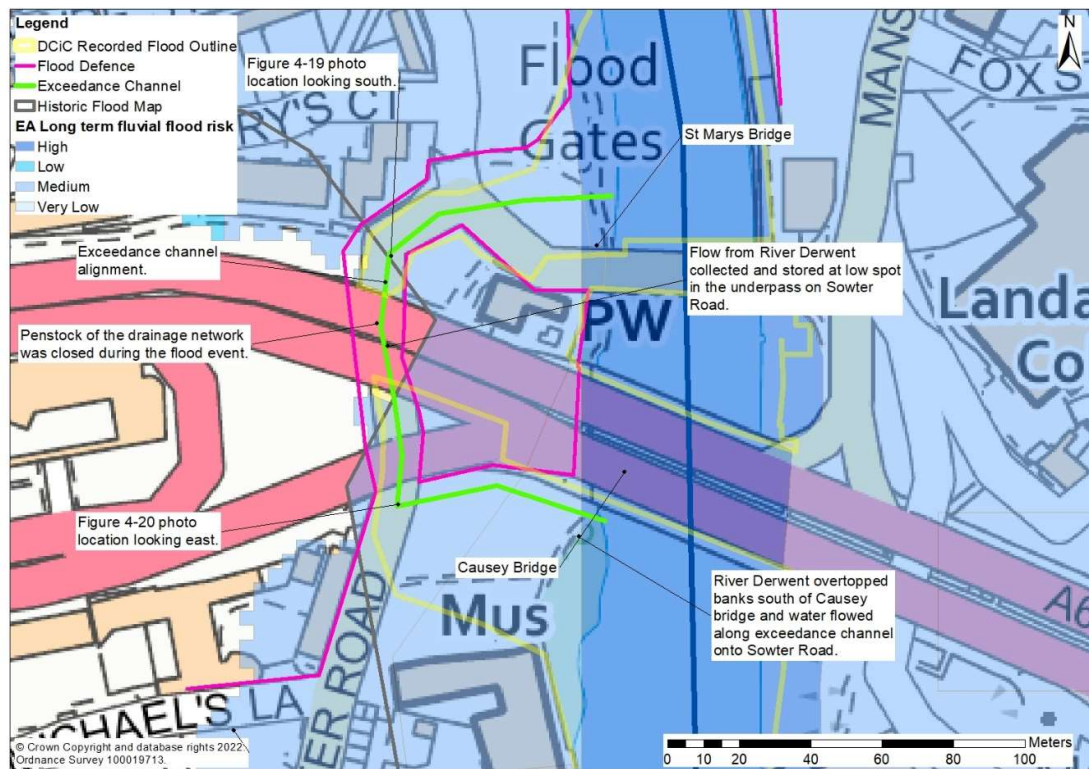 Legend
DCiC Recorded Flood Outline
Flood Defence
Exceedance Channel
Historic Flood Map
EA Long term fluvial flood risk
High
Low
Medium
Very Low
RY'S CT
Figure 4-19 photo
location looking south.
Flood
Gates
St Marys Bridge
MANS
FOX S
N
Exceedance channel
alignment.
Flow from River Derwent
collected and stored at low spot
in the underpass on Sowter
Road.
Landa
Co
PW
Penstock of the drainage network
was closed during the flood event.
Figure 4-20 photo
location looking east.
Causey Bridge
River Derwent overtopped
banks south of Causey
bridge and water flowed
along exceedance channel
onto Sowter Road.
A6
Mus
ER ROAD
CHAEL'S LA
© Crown Copyright and database rights 2022
Ordnance Survey 100019713.
0 10 20 40 60 80 100
Meters